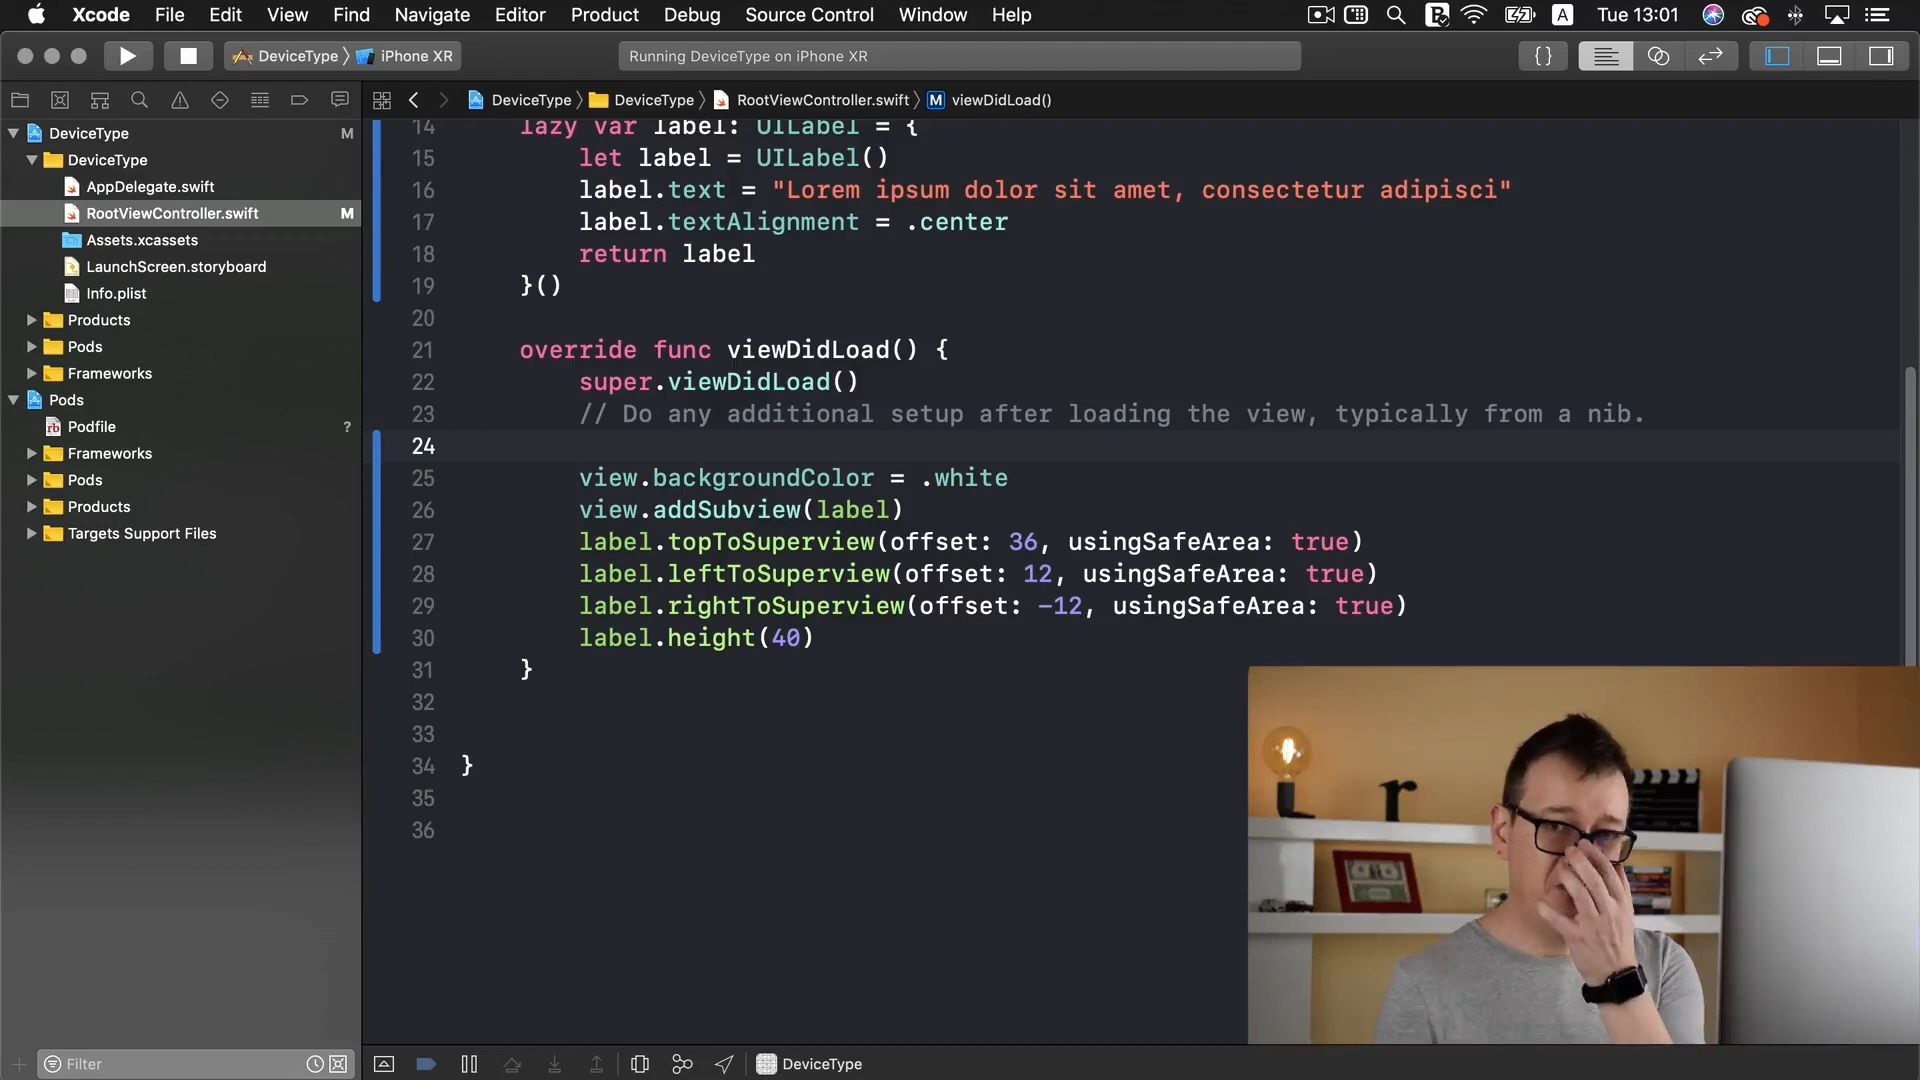 Xcode File Edit View Find Navigate Editor Product Debug Source Control Window Help A Tue 13:01
DeviceType iPhone XR Running DeviceType on iPhone XR {}
DeviceType DeviceType RootViewController.swift M viewDidLoad()
DeviceType M
DeviceType
AppDelegate.swift
RootViewController.swift M
Assets.xcassets
LaunchScreen.storyboard
Info.plist
Products
Pods
Frameworks
Pods
rb Podfile ?
Frameworks
Pods
Products
Targets Support Files
Filter
14 lazy var label: UILabel = {
15 let label = UILabel()
16 label.text = "Lorem ipsum dolor sit amet, consectetur adipisci"
17 label.textAlignment = .center
18 return label
19 }()
20
21 override func viewDidLoad() {
22 super.viewDidLoad()
23 // Do any additional setup after loading the view, typically from a nib.
24
25 view.backgroundColor = .white
26 view.addSubview(label)
27 label.topToSuperview(offset: 36, usingSafeArea: true)
28 label.leftToSuperview(offset: 12, usingSafeArea: true)
29 label.rightToSuperview(offset: -12, usingSafeArea: true)
30 label.height(40)
31 }
32
33
34 }
35
36
DeviceType